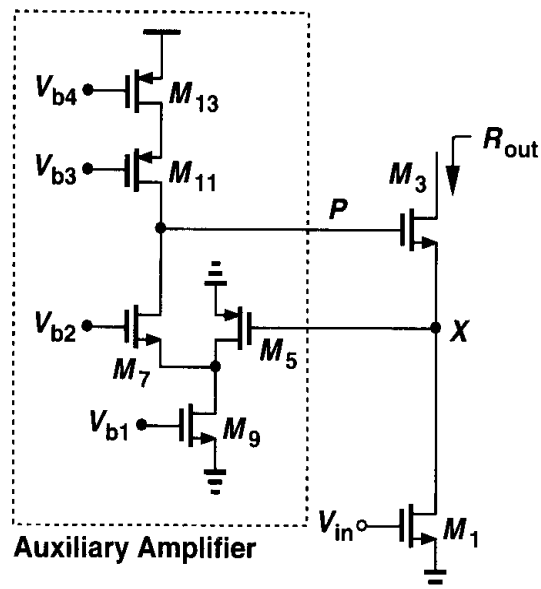 Vb4
M13
Vb3
M11
P
M3
Rout
Vb2
M7
M5
X
Vb1
M9
Vin
M1
Auxiliary Amplifier